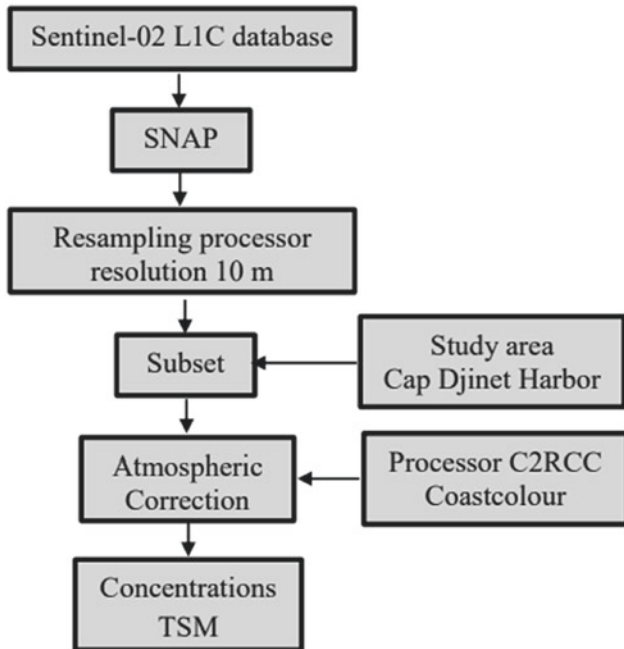 Sentinel-02 L1C database
SNAP
Resampling processor
resolution 10 m
Subset
Study area
Cap Djinet Harbor
Atmospheric
Correction
Processor C2RCC
Coastcolour
Concentrations
TSM